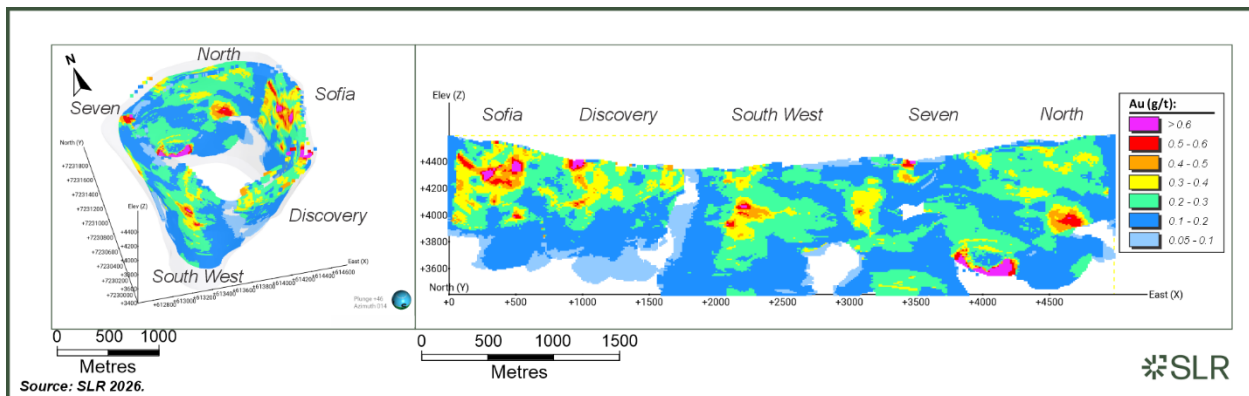 North
N
Sofia
Seven
North (Y)
+7231800
+7231600
+7231400
+7231200
+7231000
+7230800
+7230600
+7230400
+7230200
+7230000
Elev (Z)
+4400
+4200
+4000
+3800
+3600
+3400
Discovery
South West
East (X)
+612800
+613000
+613200
+613400
+613600
+613800
+614000
+614200
+614400
+614600
Plunge +46
Azimuth 014
0 500 1000
Metres
Source: SLR 2026.
Elev (Z)
Sofia Discovery South West Seven North
+4400
+4200
+4000
+3800
+3600
North (Y)
+0 +500 +1000 +1500 +2000 +2500 +3000 +3500 +4000 +4500
East (X)
0 500 1000 1500
Metres
Au (g/t):
> 0.6
0.5 - 0.6
0.4 - 0.5
0.3 - 0.4
0.2 - 0.3
0.1 - 0.2
0.05 - 0.1
SLR